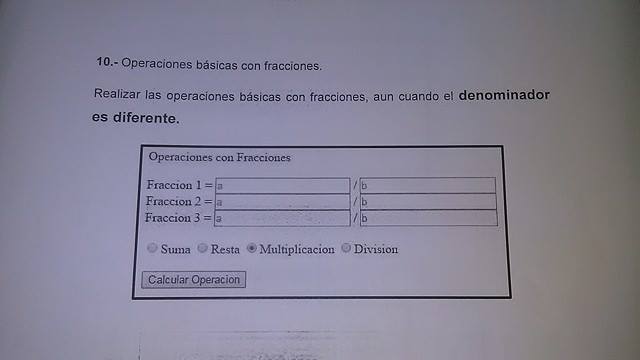 10.- Operaciones básicas con fracciones.
Realizar las operaciones básicas con fracciones, aun cuando el denominador
es diferente.
Operaciones con Fracciones
Fraccion 1 = a / b
Fraccion 2 = a / b
Fraccion 3 = a / b
Suma Resta Multiplicacion Division
Calcular Operacion